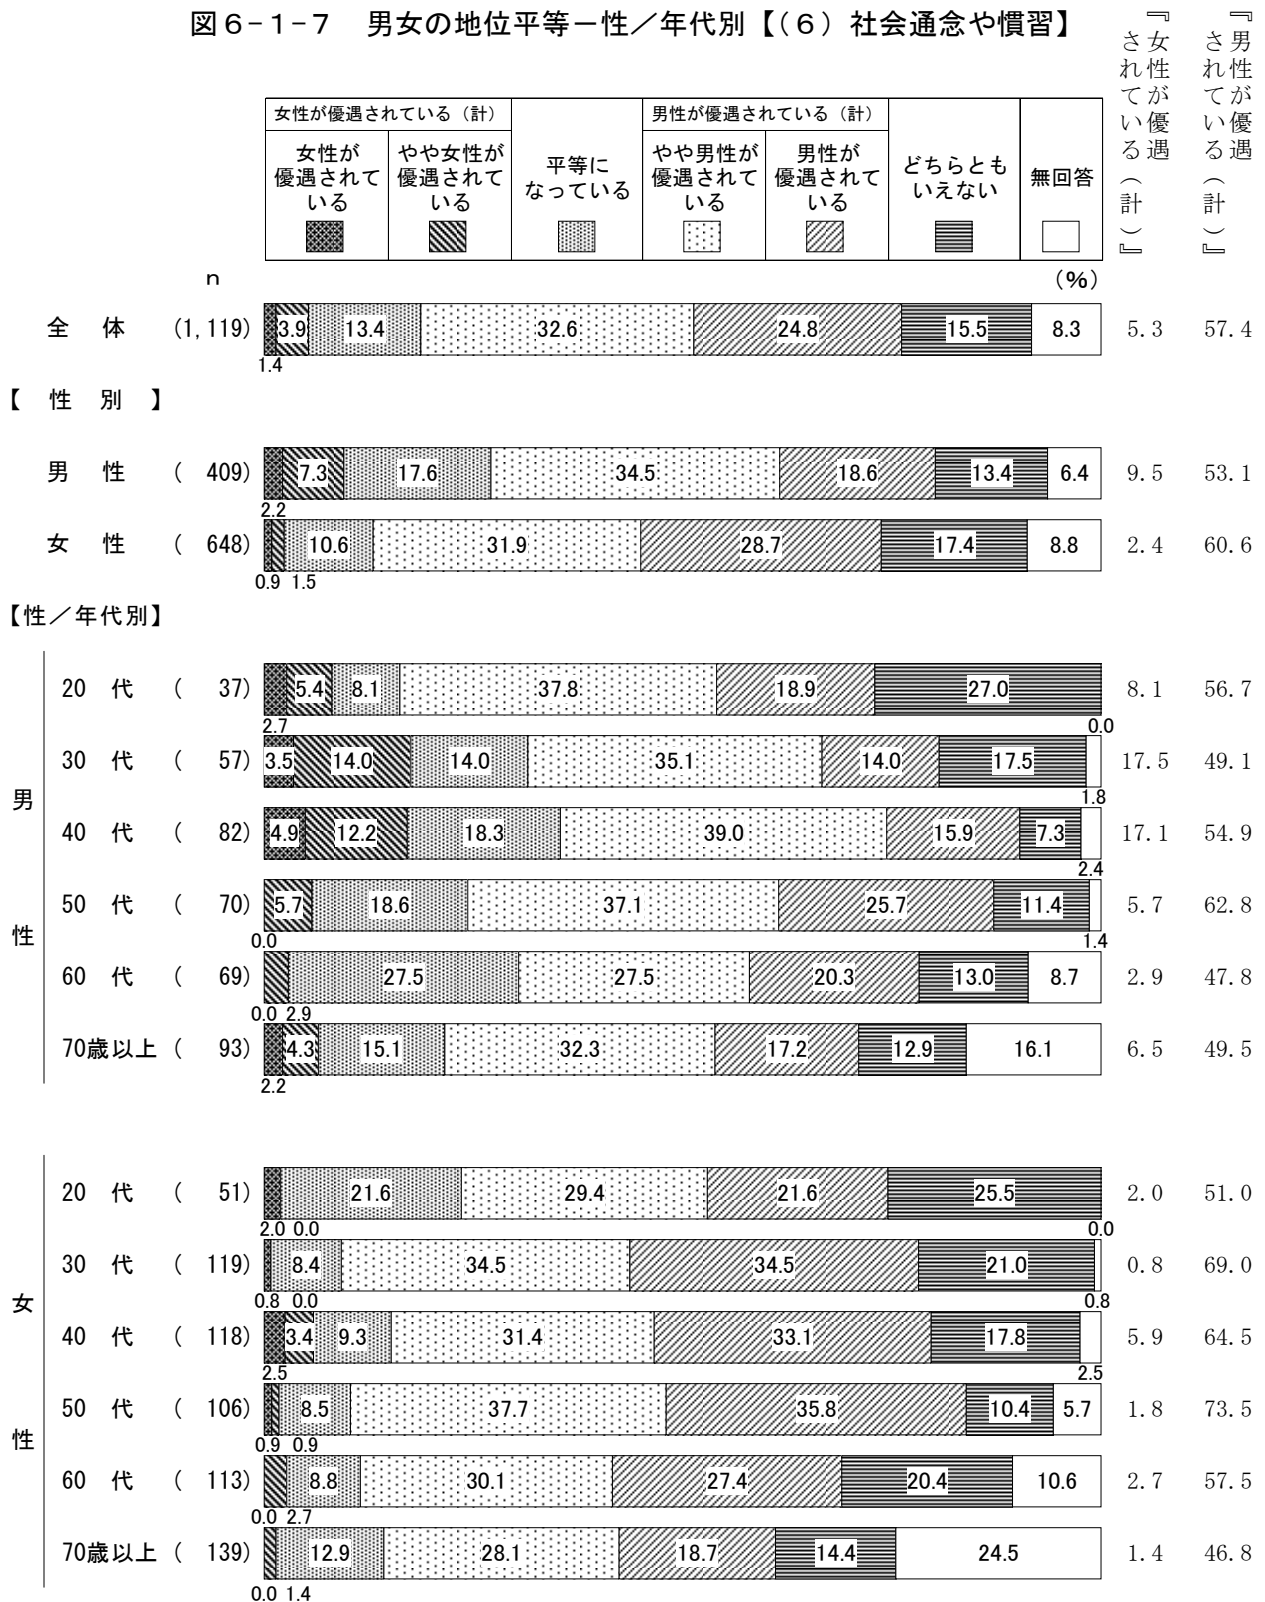 図6-1-7　男女の地位平等－性／年代別【(6) 社会通念や慣習】
『女性が優遇されている（計）』
『男性が優遇されている（計）』
女性が優遇されている（計）
男性が優遇されている（計）
女性が優遇されている
やや女性が優遇されている
平等になっている
やや男性が優遇されている
男性が優遇されている
どちらともいえない
無回答
n
(%)
全体 (1,119) 3.9 13.4 32.6 24.8 15.5 8.3 5.3 57.4
1.4
【性別】
男性 (409) 7.3 17.6 34.5 18.6 13.4 6.4 9.5 53.1
2.2
女性 (648) 10.6 31.9 28.7 17.4 8.8 2.4 60.6
0.9 1.5
【性／年代別】
男性
20代 (37) 5.4 8.1 37.8 18.9 27.0 8.1 56.7
2.7 0.0
30代 (57) 3.5 14.0 14.0 35.1 14.0 17.5 17.5 49.1
1.8
40代 (82) 4.9 12.2 18.3 39.0 15.9 7.3 17.1 54.9
2.4
50代 (70) 5.7 18.6 37.1 25.7 11.4 5.7 62.8
0.0 1.4
60代 (69) 27.5 27.5 20.3 13.0 8.7 2.9 47.8
0.0 2.9
70歳以上 (93) 4.3 15.1 32.3 17.2 12.9 16.1 6.5 49.5
2.2
女性
20代 (51) 21.6 29.4 21.6 25.5 2.0 51.0
2.0 0.0 0.0
30代 (119) 8.4 34.5 34.5 21.0 0.8 69.0
0.8 0.0 0.8
40代 (118) 3.4 9.3 31.4 33.1 17.8 5.9 64.5
2.5 2.5
50代 (106) 8.5 37.7 35.8 10.4 5.7 1.8 73.5
0.9 0.9
60代 (113) 8.8 30.1 27.4 20.4 10.6 2.7 57.5
0.0 2.7
70歳以上 (139) 12.9 28.1 18.7 14.4 24.5 1.4 46.8
0.0 1.4